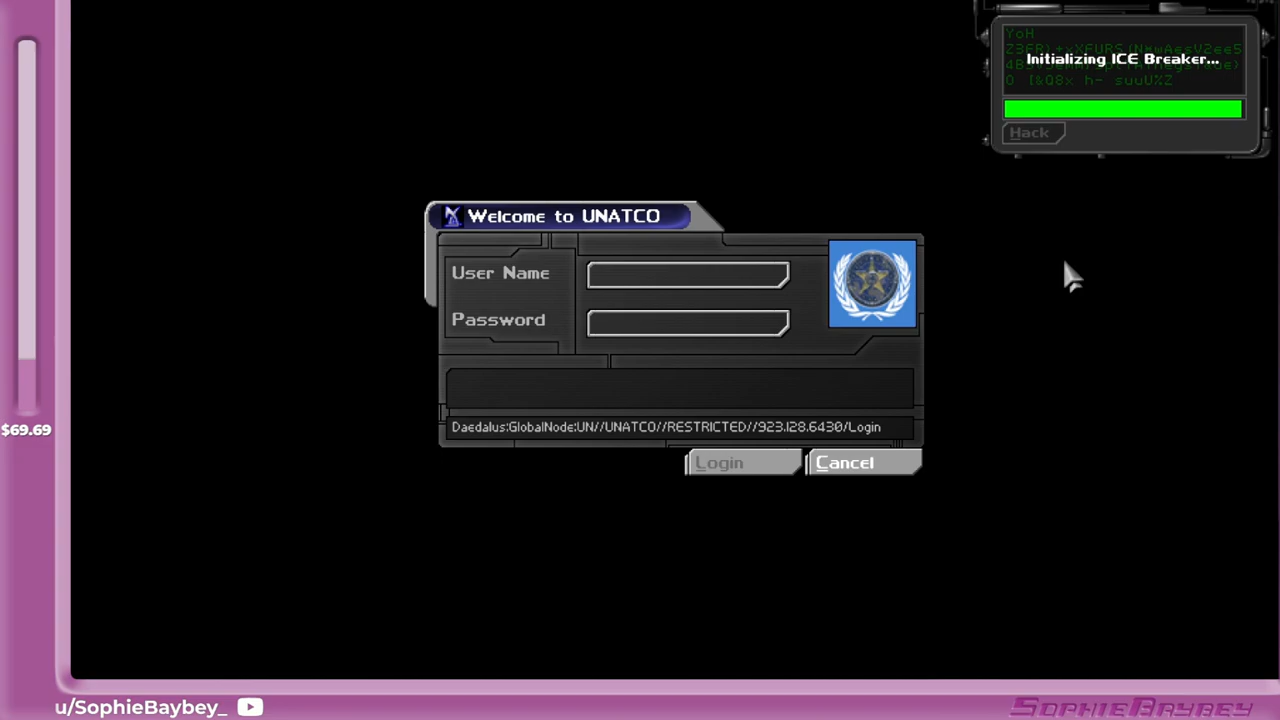 YoH
Initializing ICE Breaker...
Hack
Welcome to UNATCO
User Name
Password
Daedalus:GlobalNode:UN//UNATCO//RESTRICTED//923.128.6430/Login
Login
Cancel
$69.69
u/SophieBaybey_
SOPHIEBAYBEY